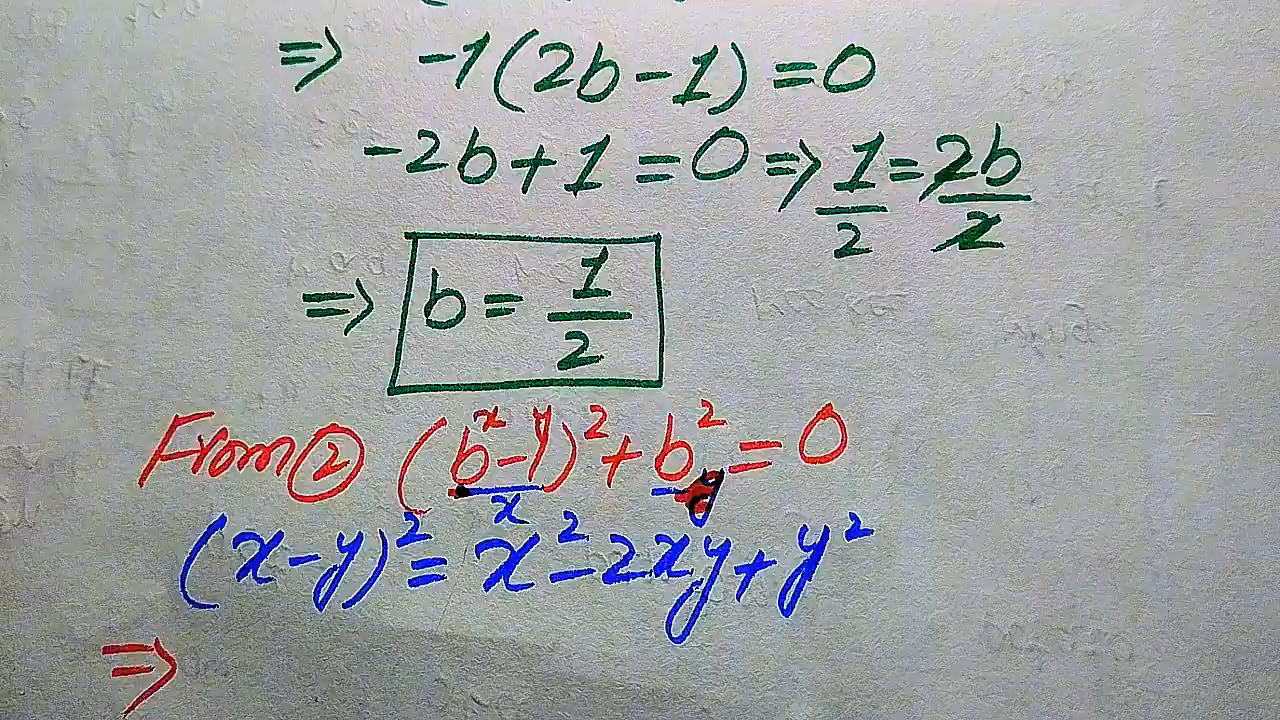 ⇒ -1(2b-1)=0
-2b+1=0⇒ 1/2=2b/2
⇒ b=1/2
From ② (b-1)²+b²=0
x y
x y
(x-y)²=x²-2xy+y²
⇒